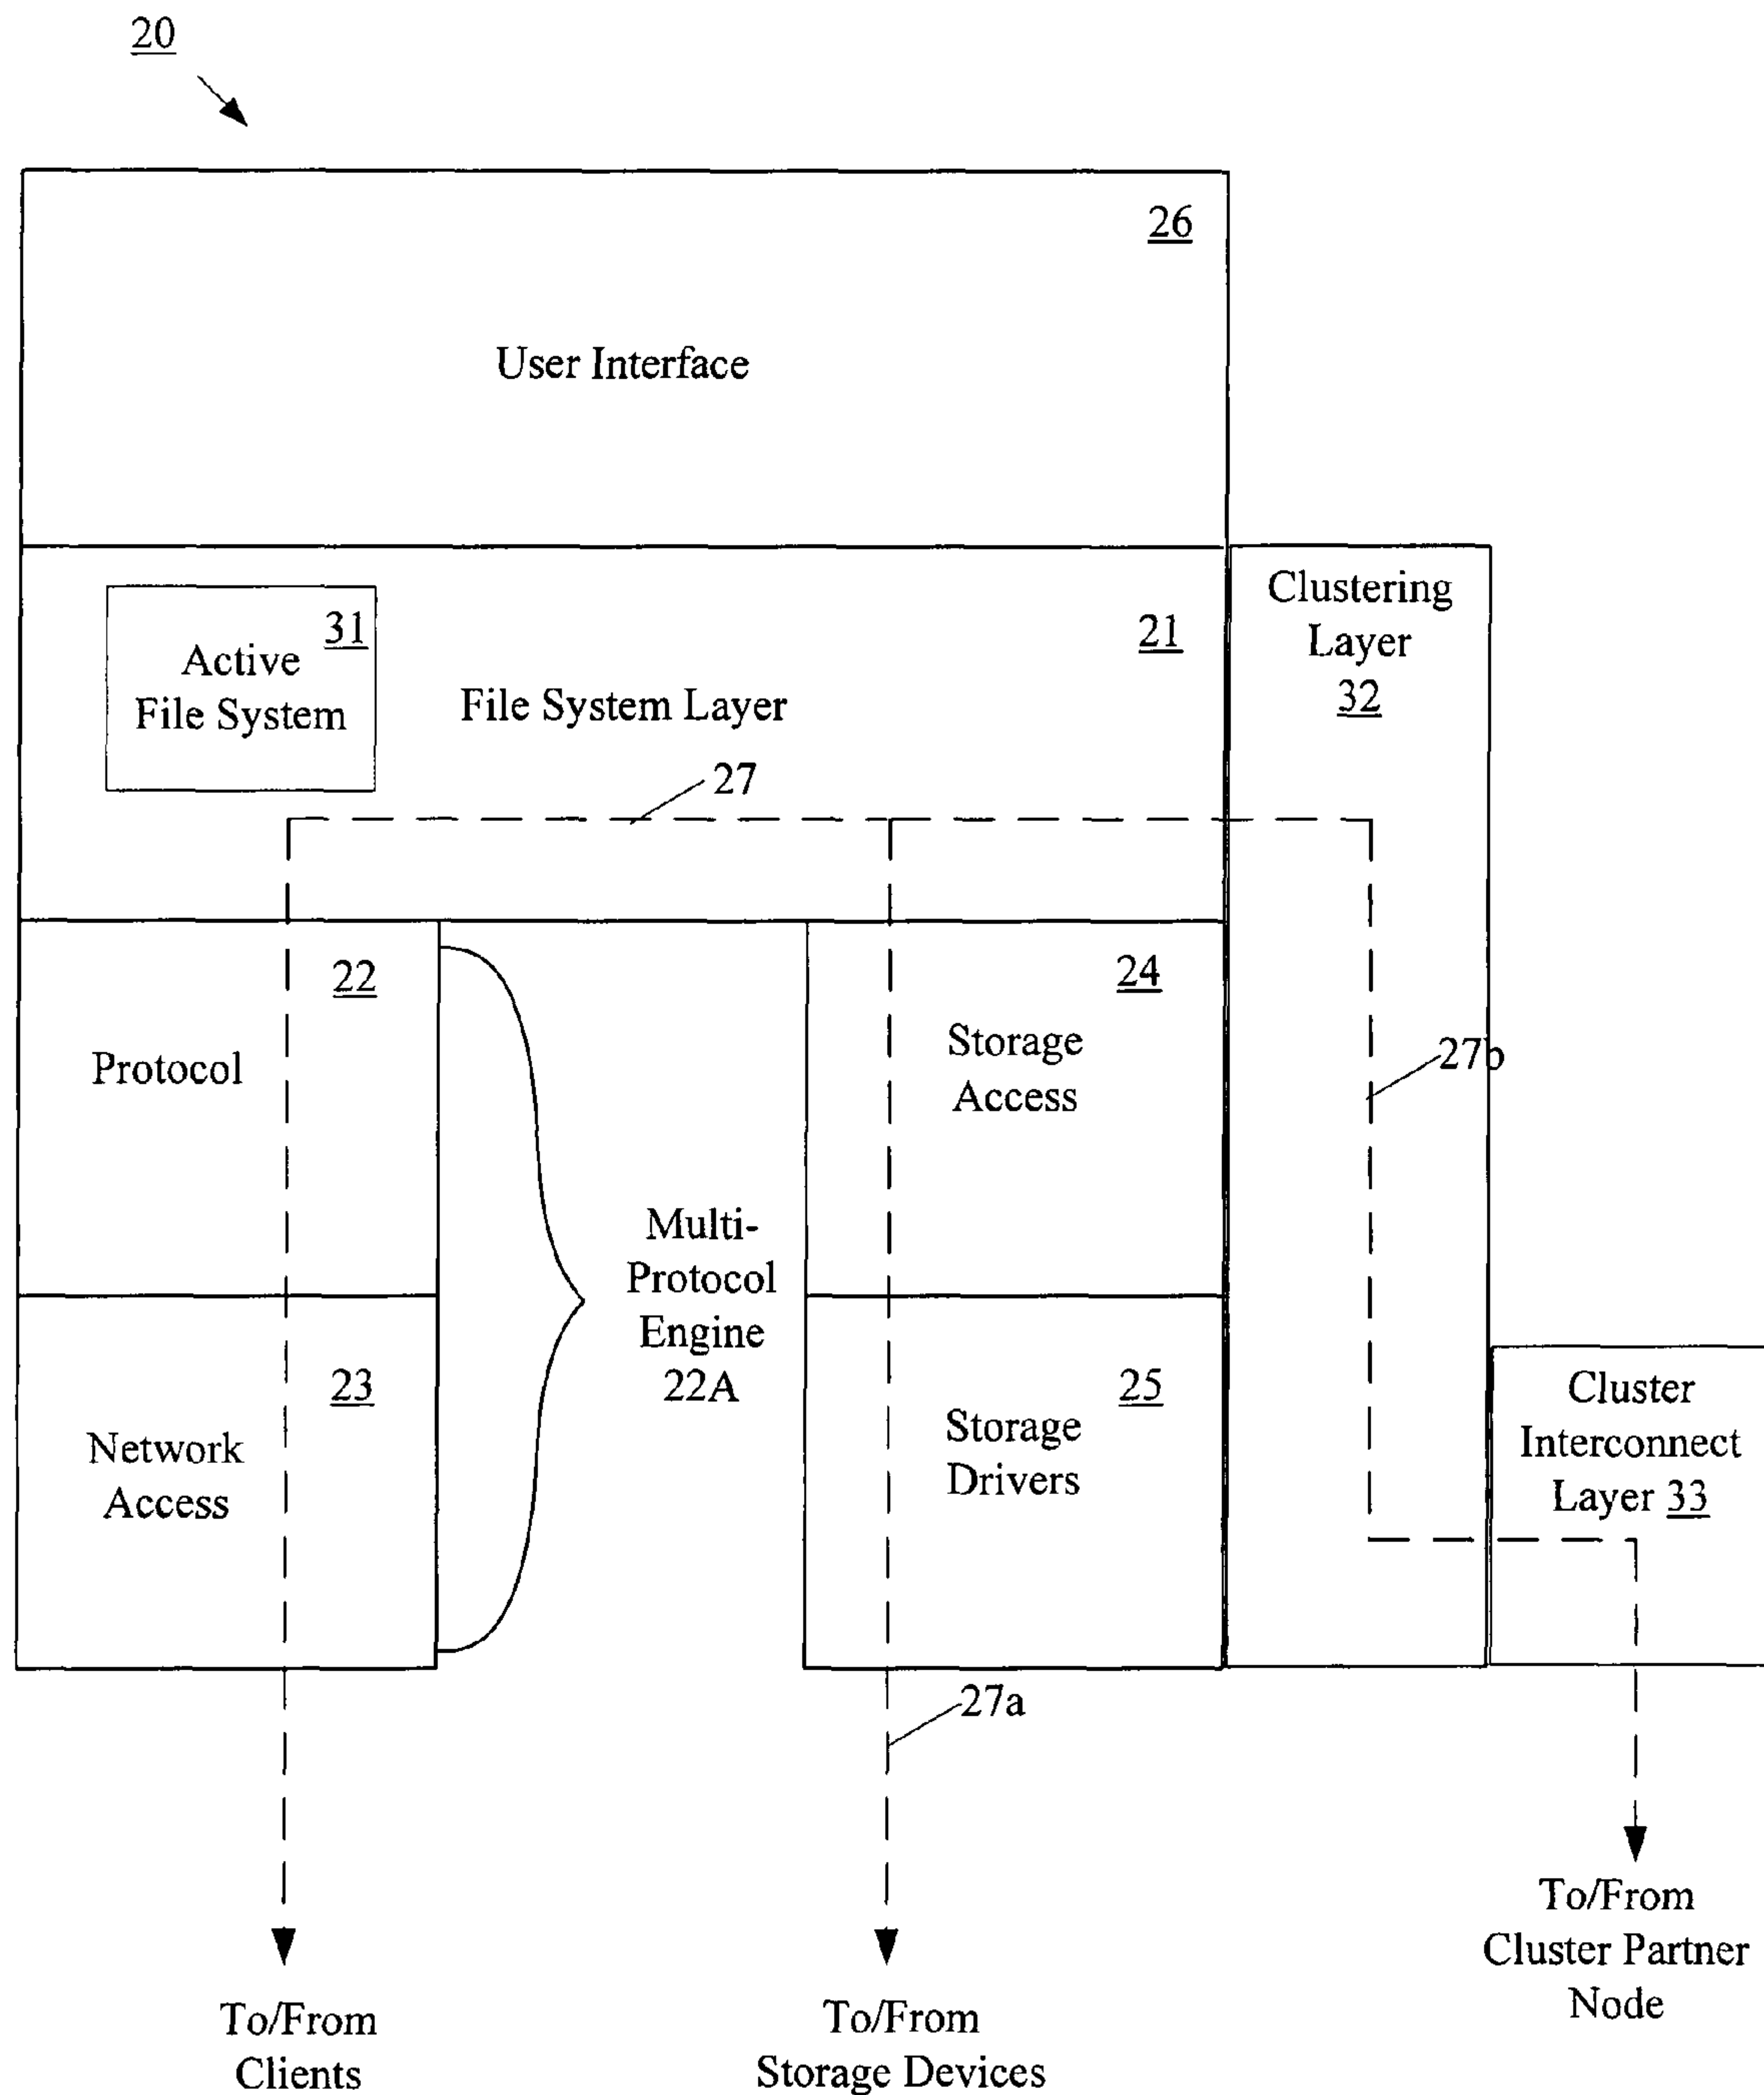 20
26
User Interface
31
Active
File System
21
File System Layer
27
Clustering
Layer
32
22
Protocol
24
Storage
Access
27b
Multi-
Protocol
Engine
22A
23
Network
Access
25
Storage
Drivers
Cluster
Interconnect
Layer 33
27a
To/From
Clients
To/From
Storage Devices
To/From
Cluster Partner
Node